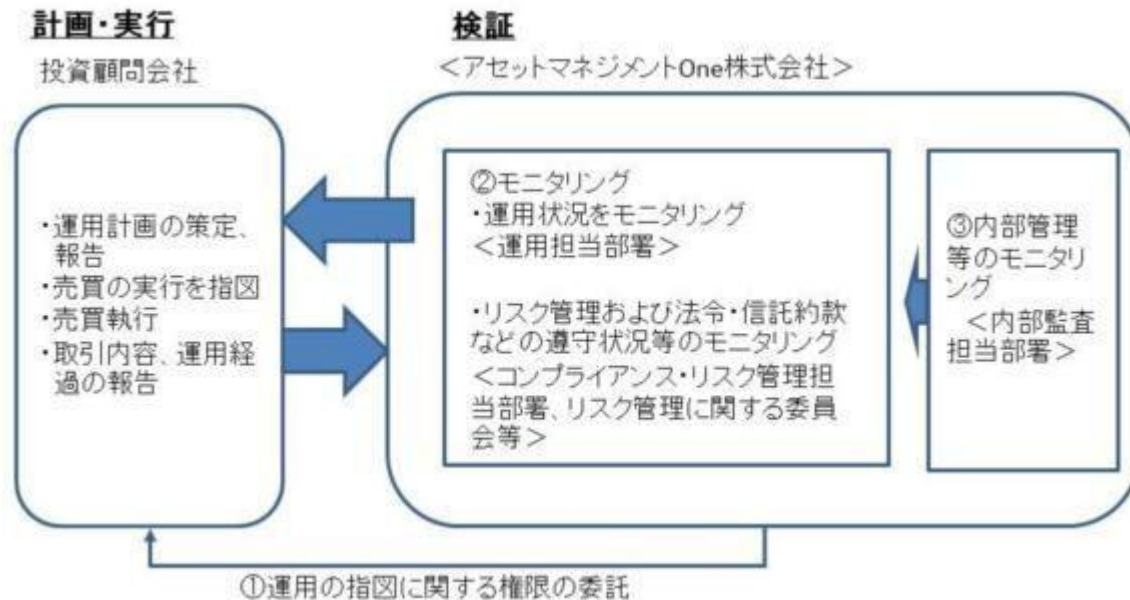 計画・実行
投資顧問会社
・運用計画の策定、
報告
・売買の実行を指図
・売買執行
・取引内容、運用経
過の報告
検証
＜アセットマネジメントOne株式会社＞
②モニタリング
・運用状況をモニタリング
＜運用担当部署＞
・リスク管理および法令・信託約款
などの遵守状況等のモニタリング
＜コンプライアンス・リスク管理担
当部署、リスク管理に関する委員
会等＞
③内部管理
等のモニタリ
ング
＜内部監査
担当部署＞
①運用の指図に関する権限の委託